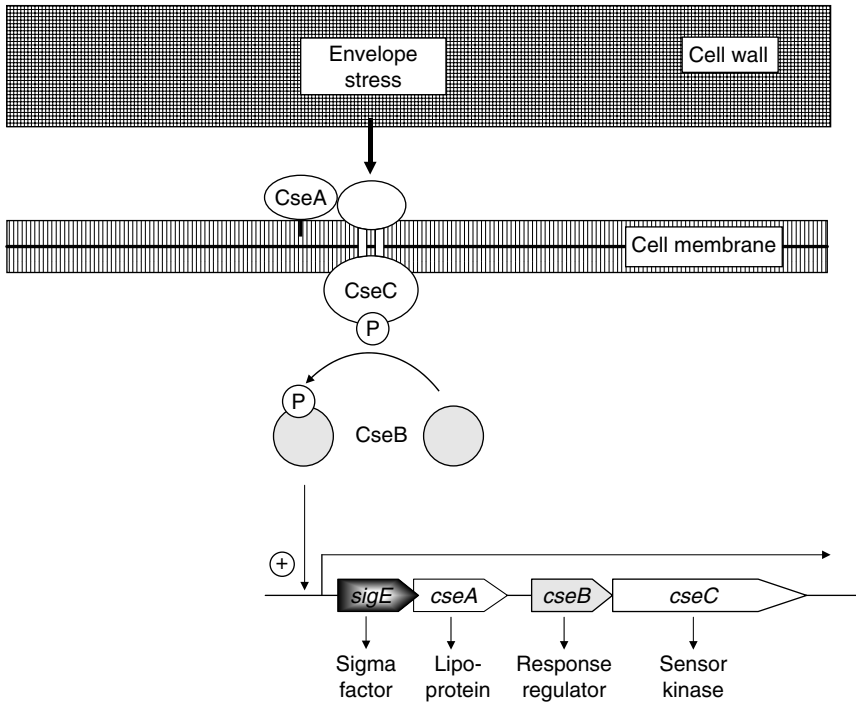 Envelope
stress
Cell wall
CseA
Cell membrane
CseC
P
P
CseB
+
sigE
cseA
cseB
cseC
Sigma
factor
Lipo-
protein
Response
regulator
Sensor
kinase